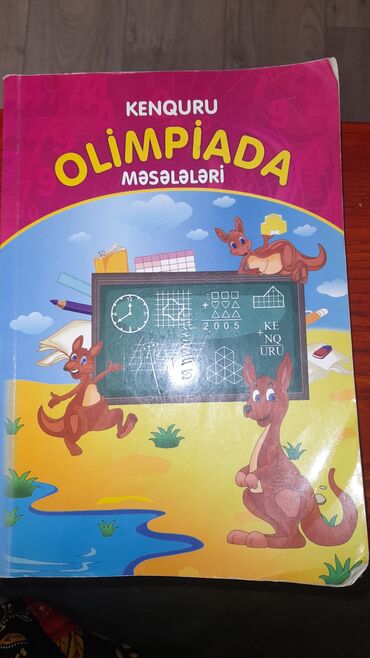 KENQURU
OLİMPİADA
MƏSƏLƏLƏRİ
2005
KE
+NQ
URU